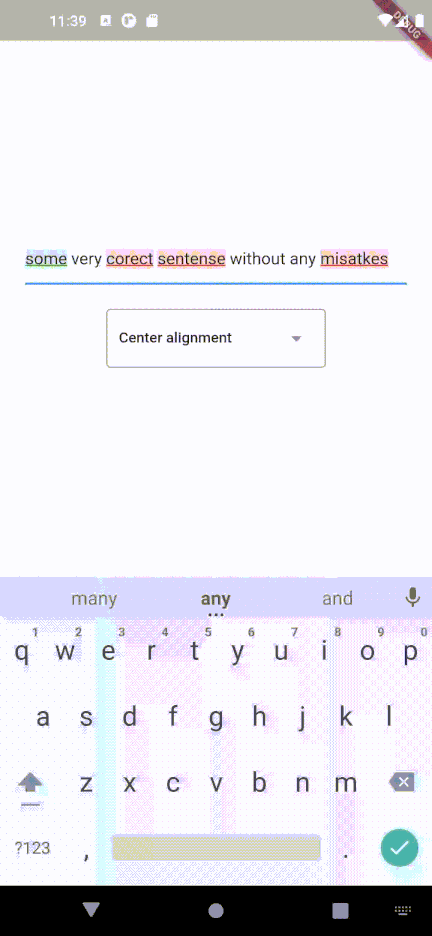 11:39
DEBUG
some very corect sentense without any misatkes
Center alignment
many any and
1 2 3 4 5 6 7 8 9 0
q w e r t y u i o p
a s d f g h j k l
z x c v b n m
?123 , .